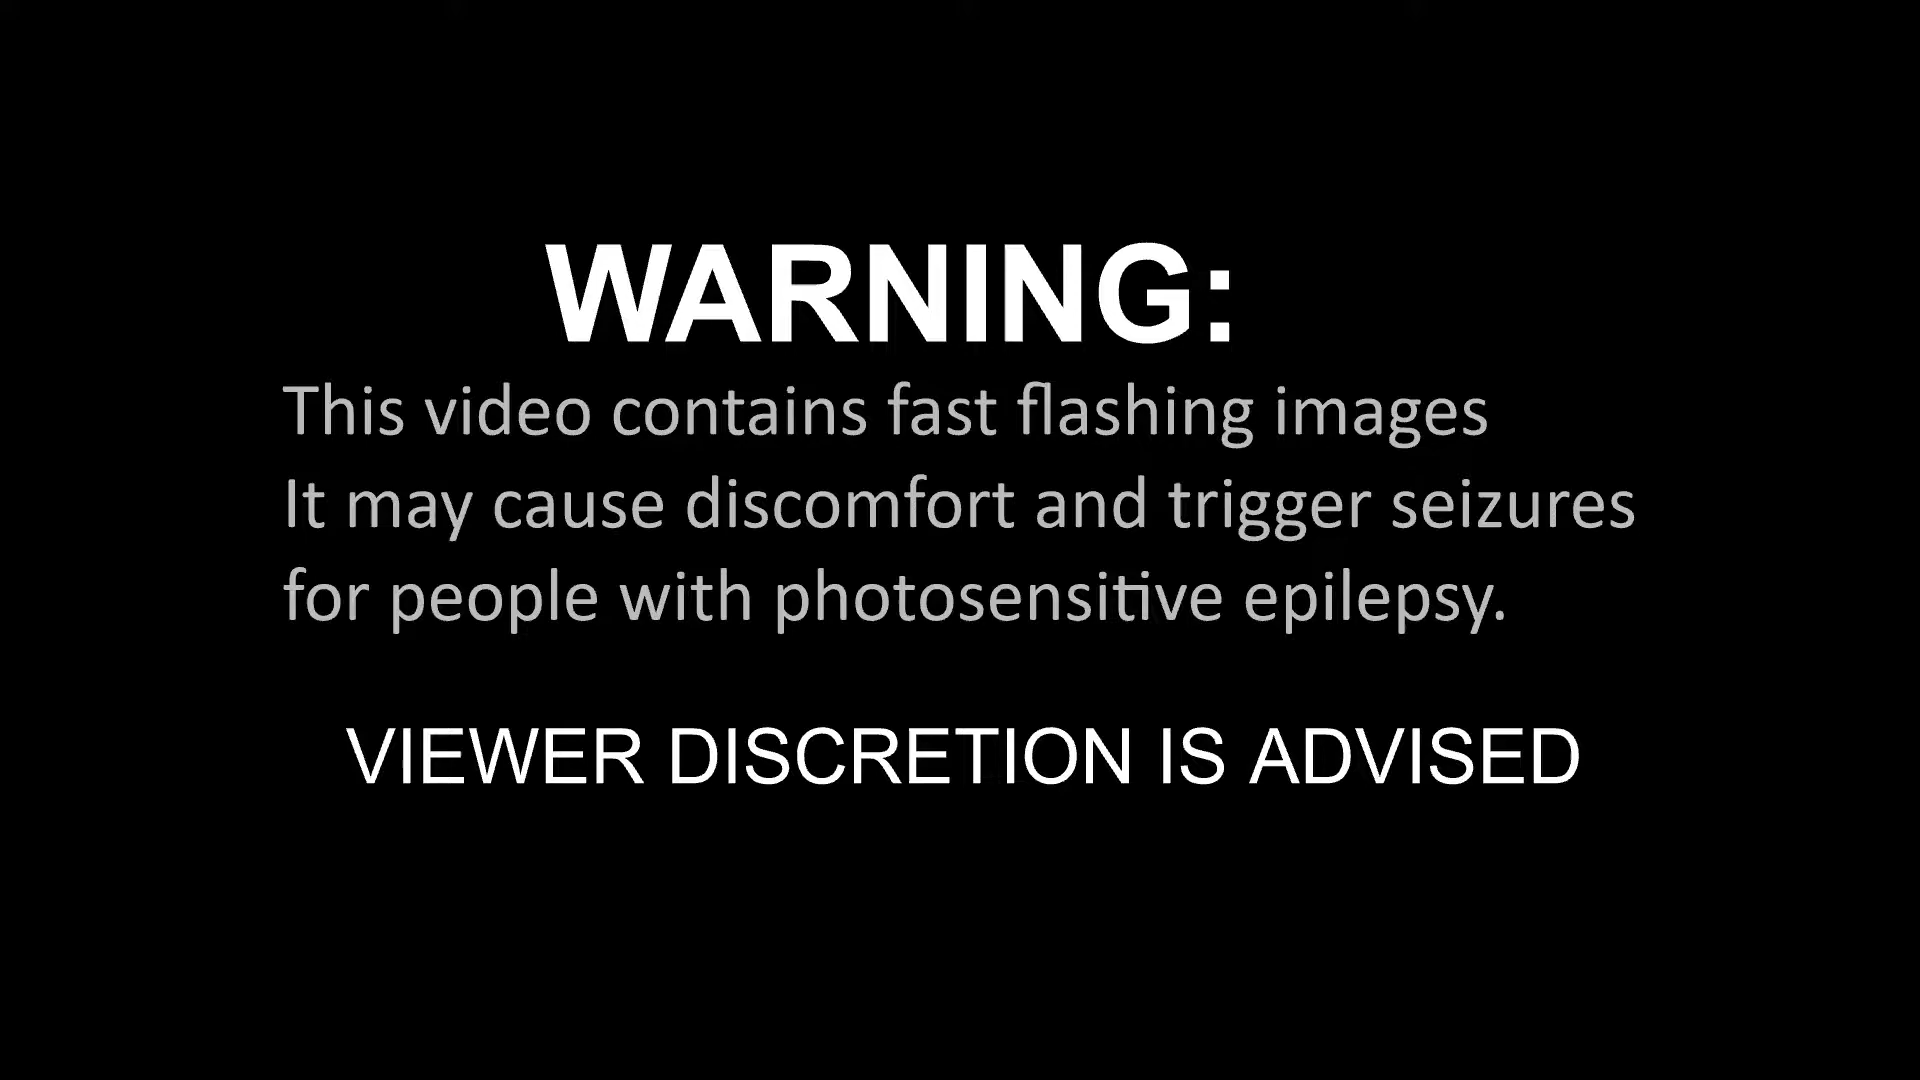 WARNING:
This video contains fast flashing images
It may cause discomfort and trigger seizures
for people with photosensitive epilepsy.
VIEWER DISCRETION IS ADVISED